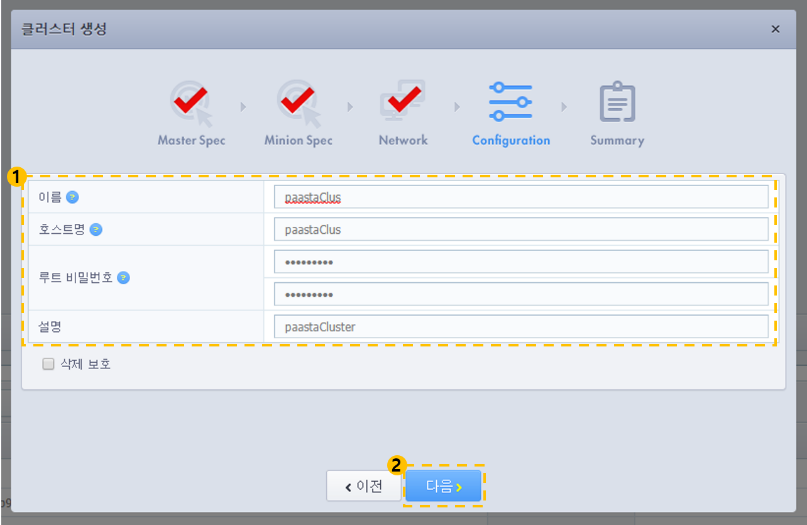 클러스터 생성 ×
Master Spec Minion Spec Network Configuration Summary
1
이름 ? paastaClus
호스트명 ? paastaClus
루트 비밀번호 ? •••••••••
•••••••••
설명 paastaCluster
삭제 보호
2
이전 다음